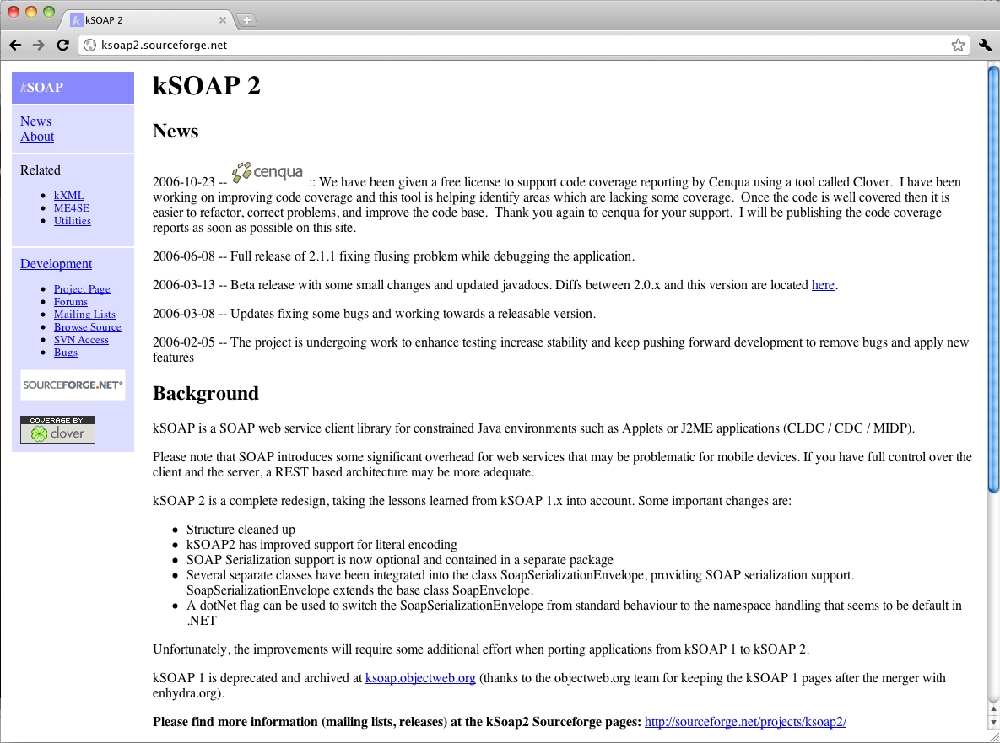 kSOAP 2
ksoap2.sourceforge.net
kSOAP
News
About
Related
kXML
ME4SE
Utilities
Development
Project Page
Forums
Mailing Lists
Browse Source
SVN Access
Bugs
SOURCEFORGE.NET®
COVERAGE BY
clover
kSOAP 2
News
2006-10-23 -- cenqua :: We have been given a free license to support code coverage reporting by Cenqua using a tool called Clover. I have been
working on improving code coverage and this tool is helping identify areas which are lacking some coverage. Once the code is well covered then it is
easier to refactor, correct problems, and improve the code base. Thank you again to cenqua for your support. I will be publishing the code coverage
reports as soon as possible on this site.
2006-06-08 -- Full release of 2.1.1 fixing flusing problem while debugging the application.
2006-03-13 -- Beta release with some small changes and updated javadocs. Diffs between 2.0.x and this version are located here.
2006-03-08 -- Updates fixing some bugs and working towards a releasable version.
2006-02-05 -- The project is undergoing work to enhance testing increase stability and keep pushing forward development to remove bugs and apply new
features
Background
kSOAP is a SOAP web service client library for constrained Java environments such as Applets or J2ME applications (CLDC / CDC / MIDP).
Please note that SOAP introduces some significant overhead for web services that may be problematic for mobile devices. If you have full control over the
client and the server, a REST based architecture may be more adequate.
kSOAP 2 is a complete redesign, taking the lessons learned from kSOAP 1.x into account. Some important changes are:
Structure cleaned up
kSOAP2 has improved support for literal encoding
SOAP Serialization support is now optional and contained in a separate package
Several separate classes have been integrated into the class SoapSerializationEnvelope, providing SOAP serialization support.
SoapSerializationEnvelope extends the base class SoapEnvelope.
A dotNet flag can be used to switch the SoapSerializationEnvelope from standard behaviour to the namespace handling that seems to be default in
.NET
Unfortunately, the improvements will require some additional effort when porting applications from kSOAP 1 to kSOAP 2.
kSOAP 1 is deprecated and archived at ksoap.objectweb.org (thanks to the objectweb.org team for keeping the kSOAP 1 pages after the merger with
enhydra.org).
Please find more information (mailing lists, releases) at the kSoap2 Sourceforge pages: http://sourceforge.net/projects/ksoap2/